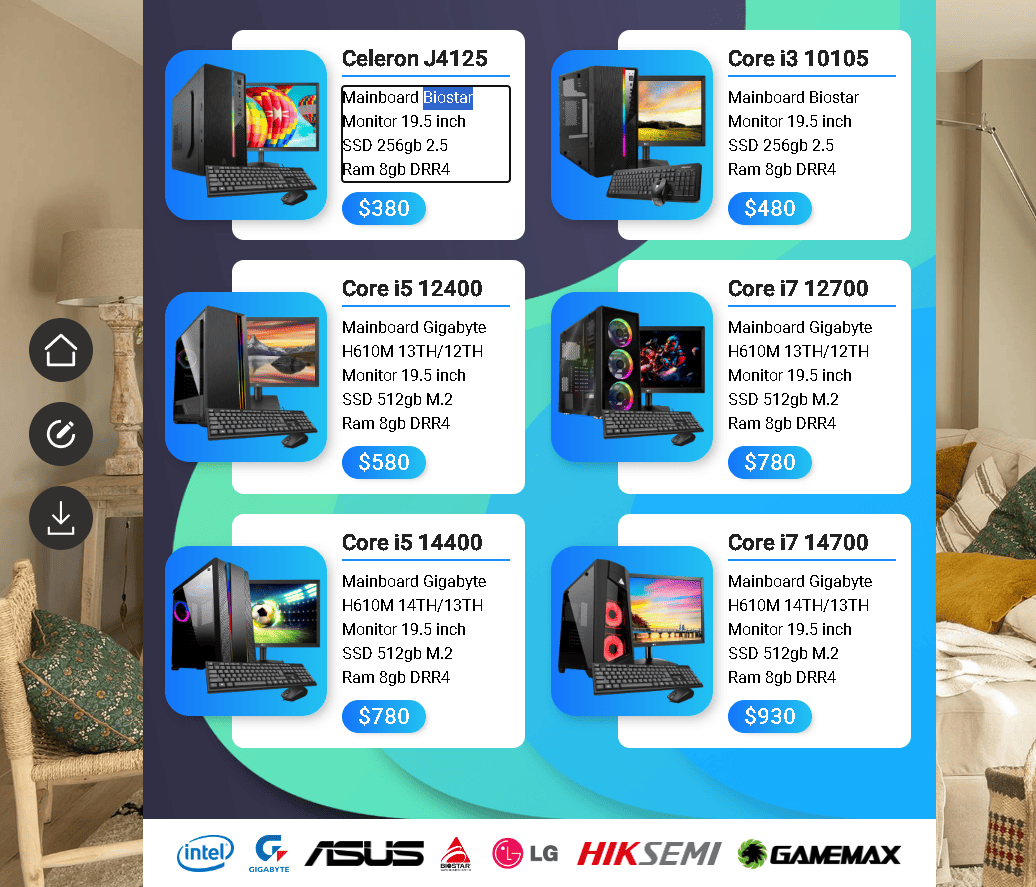 Celeron J4125
Mainboard Biostar
Monitor 19.5 inch
SSD 256gb 2.5
Ram 8gb DRR4
$380
Core i3 10105
Mainboard Biostar
Monitor 19.5 inch
SSD 256gb 2.5
Ram 8gb DRR4
$480
Core i5 12400
Mainboard Gigabyte
H610M 13TH/12TH
Monitor 19.5 inch
SSD 512gb M.2
Ram 8gb DRR4
$580
Core i7 12700
Mainboard Gigabyte
H610M 13TH/12TH
Monitor 19.5 inch
SSD 512gb M.2
Ram 8gb DRR4
$780
Core i5 14400
Mainboard Gigabyte
H610M 14TH/13TH
Monitor 19.5 inch
SSD 512gb M.2
Ram 8gb DRR4
$780
Core i7 14700
Mainboard Gigabyte
H610M 14TH/13TH
Monitor 19.5 inch
SSD 512gb M.2
Ram 8gb DRR4
$930
intel GIGABYTE ASUS BIOSTAR LG HIKSEMI GAMEMAX